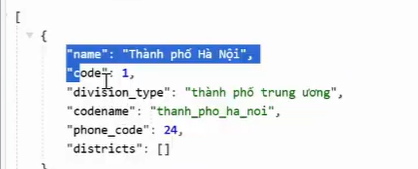 [
{
"name": "Thành phố Hà Nội",
"code": 1,
"division_type": "thành phố trung ương",
"codename": "thanh_pho_ha_noi",
"phone_code": 24,
"districts": []
}